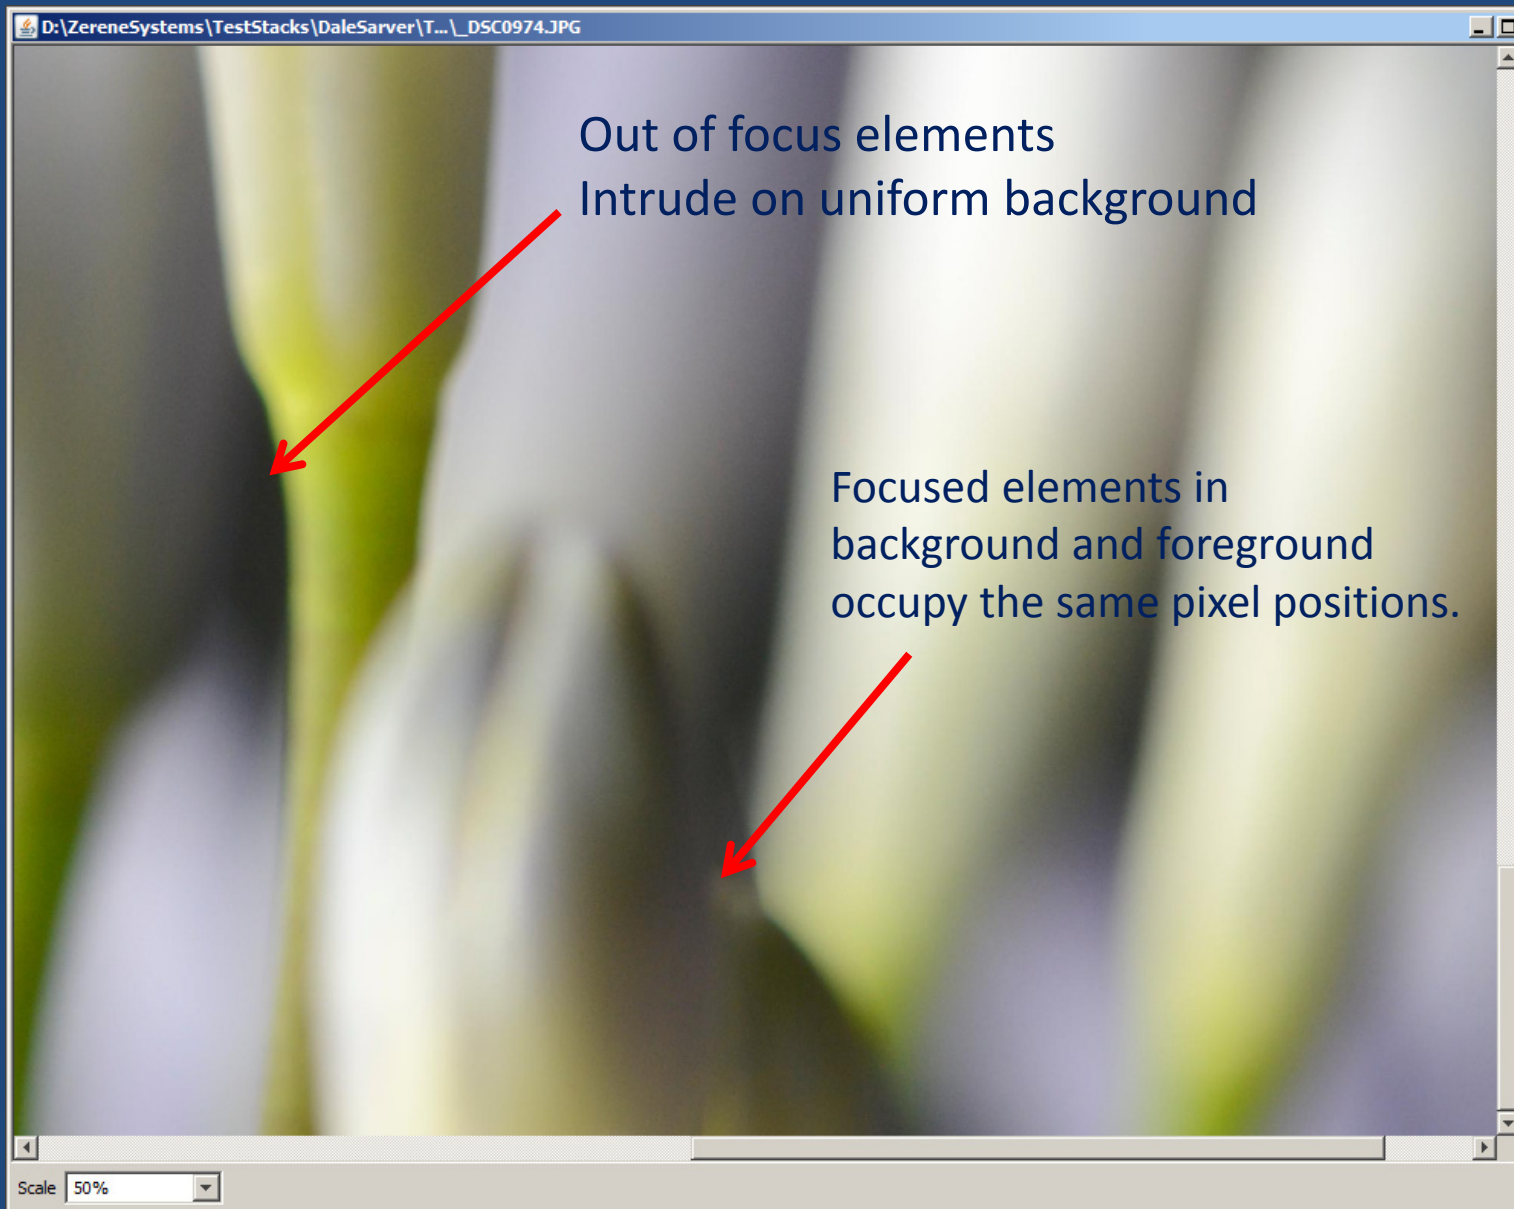 D:\ZereneSystems\TestStacks\DaleSarver\T...\_DSC0974.JPG
Out of focus elements
Intrude on uniform background
Focused elements in
background and foreground
occupy the same pixel positions.
Scale 50%